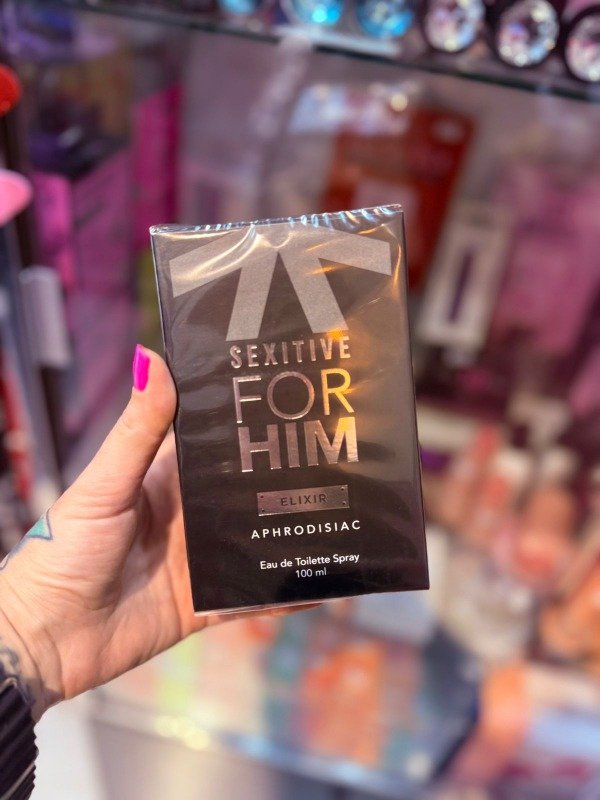 SEXITIVE
FOR
HIM
ELIXIR
APHRODISIAC
Eau de Toilette Spray
100 ml